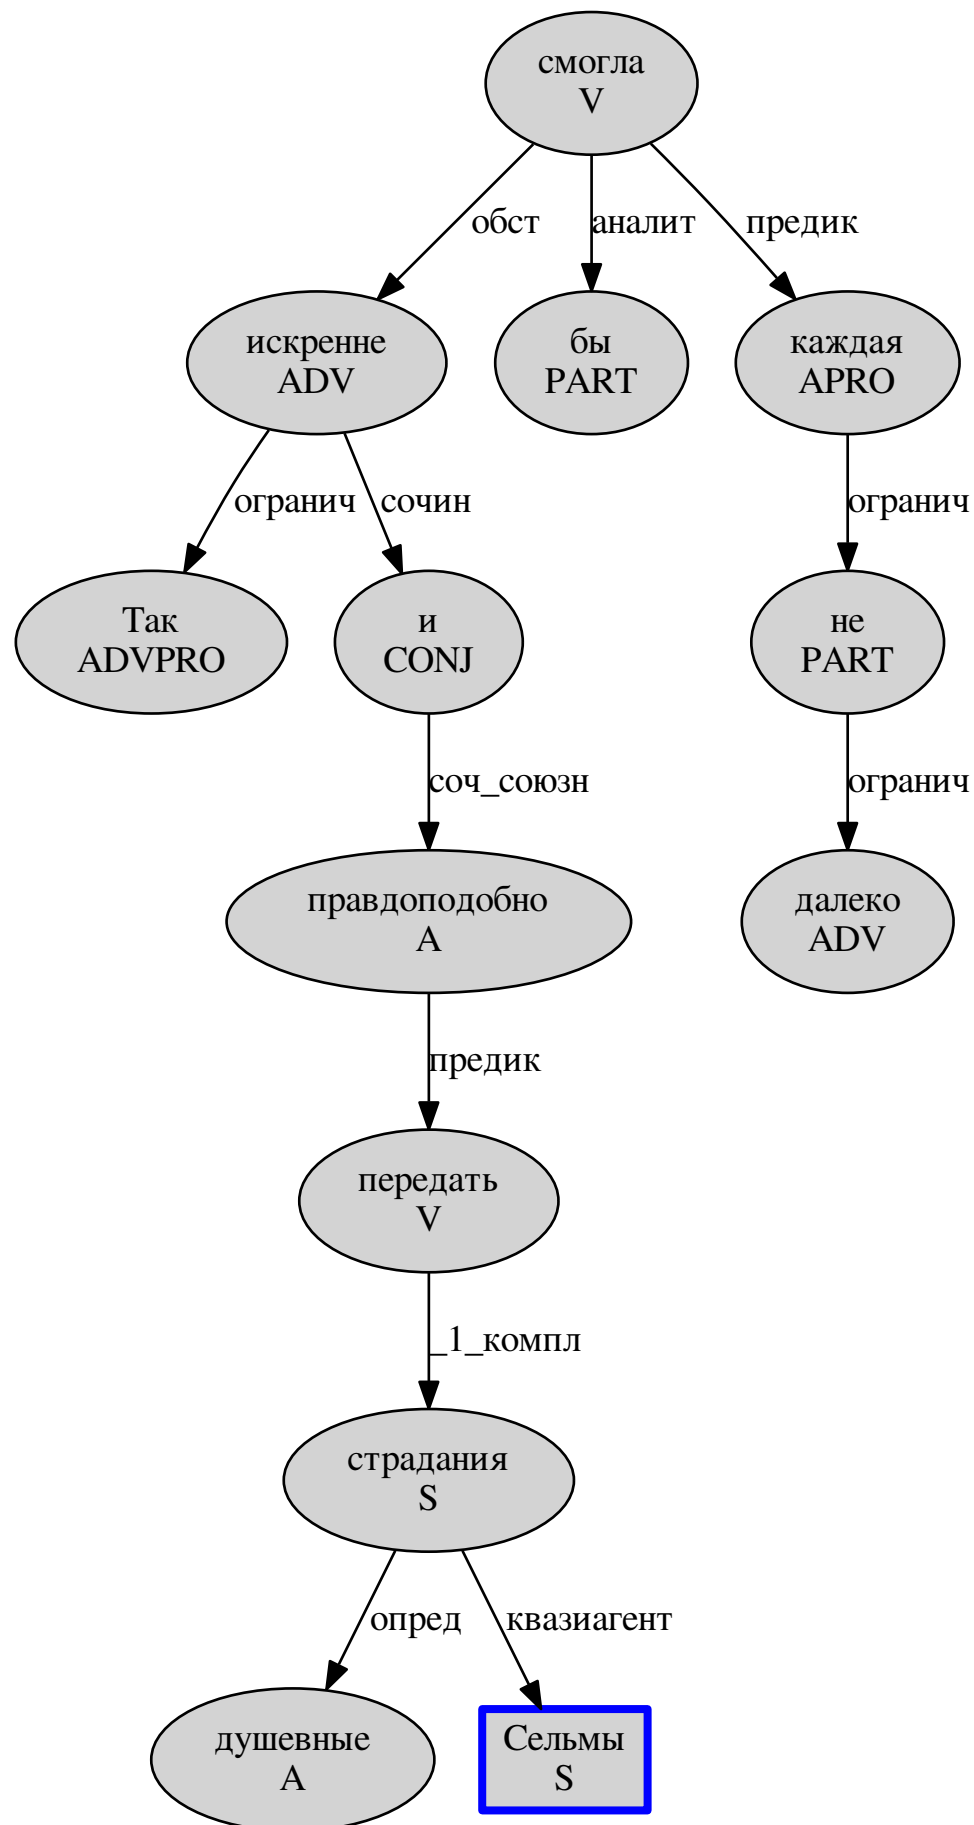 смогла
V
обст
аналит
предик
искренне
ADV
бы
PART
каждая
APRO
огранич
сочин
огранич
Так
ADVPRO
и
CONJ
не
PART
соч_союзн
огранич
правдоподобно
A
далеко
ADV
предик
передать
V
_1_компл
страдания
S
опред
квазиагент
душевные
A
Сельмы
S